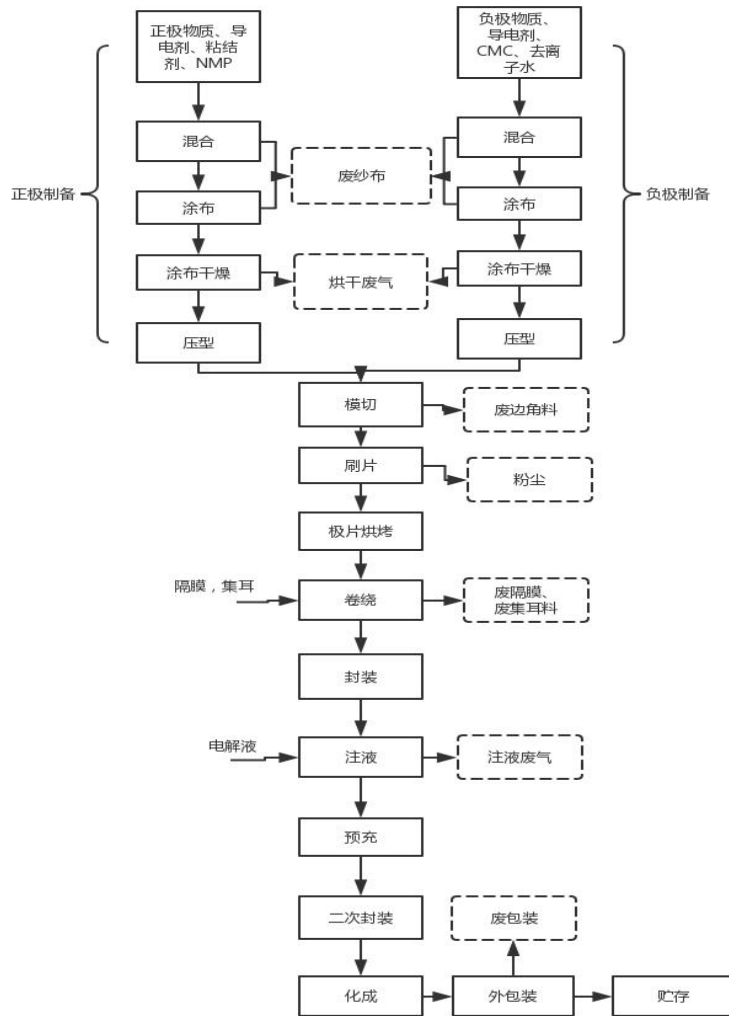 正极物质、导
电剂、粘结
剂、NMP
负极物质、
导电剂、
CMC、去离
子水
混合
混合
废纱布
正极制备
负极制备
涂布
涂布
涂布干燥
烘干废气
涂布干燥
压型
压型
模切
废边角料
刷片
粉尘
极片烘烤
隔膜，集耳
卷绕
废隔膜、
废集耳料
封装
电解液
注液
注液废气
预充
二次封装
废包装
化成
外包装
贮存